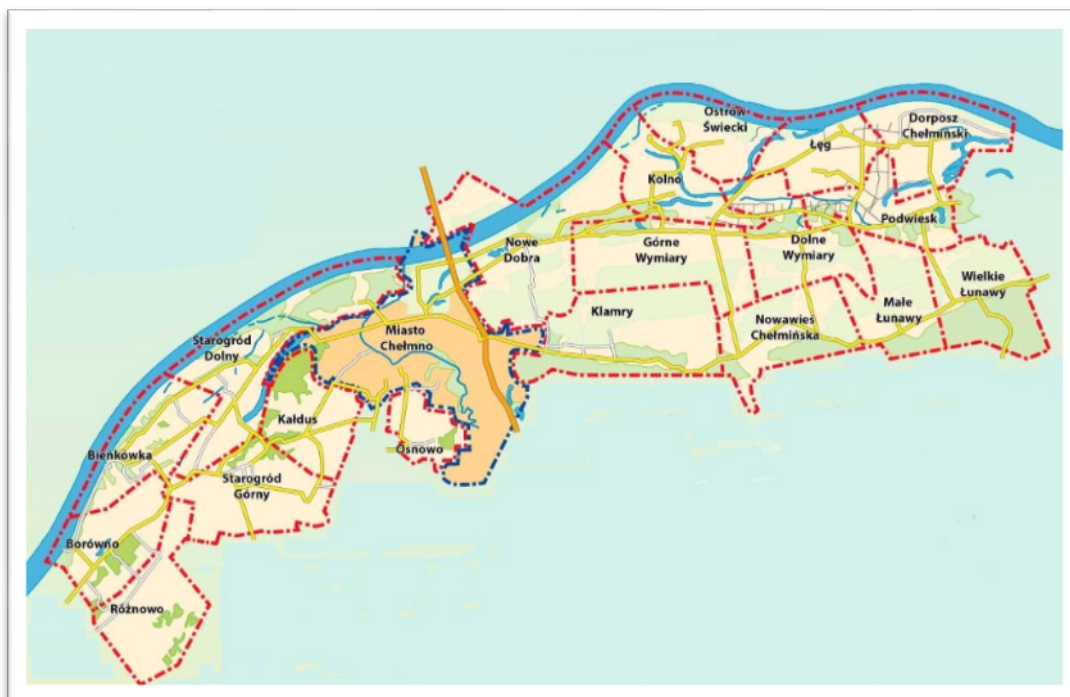 Ostrów
Świecki
Dorposz
Chełmiński
Łęg
Kolno
Podwiesk
Nowe
Dobra
Górne
Wymiary
Dolne
Wymiary
Wielkie
Łunawy
Małe
Łunawy
Klamry
Nowawieś
Chełmińska
Miasto
Chełmno
Starogród
Dolny
Kałdus
Osnowo
Bieńkówka
Starogród
Górny
Borówno
Różnowo